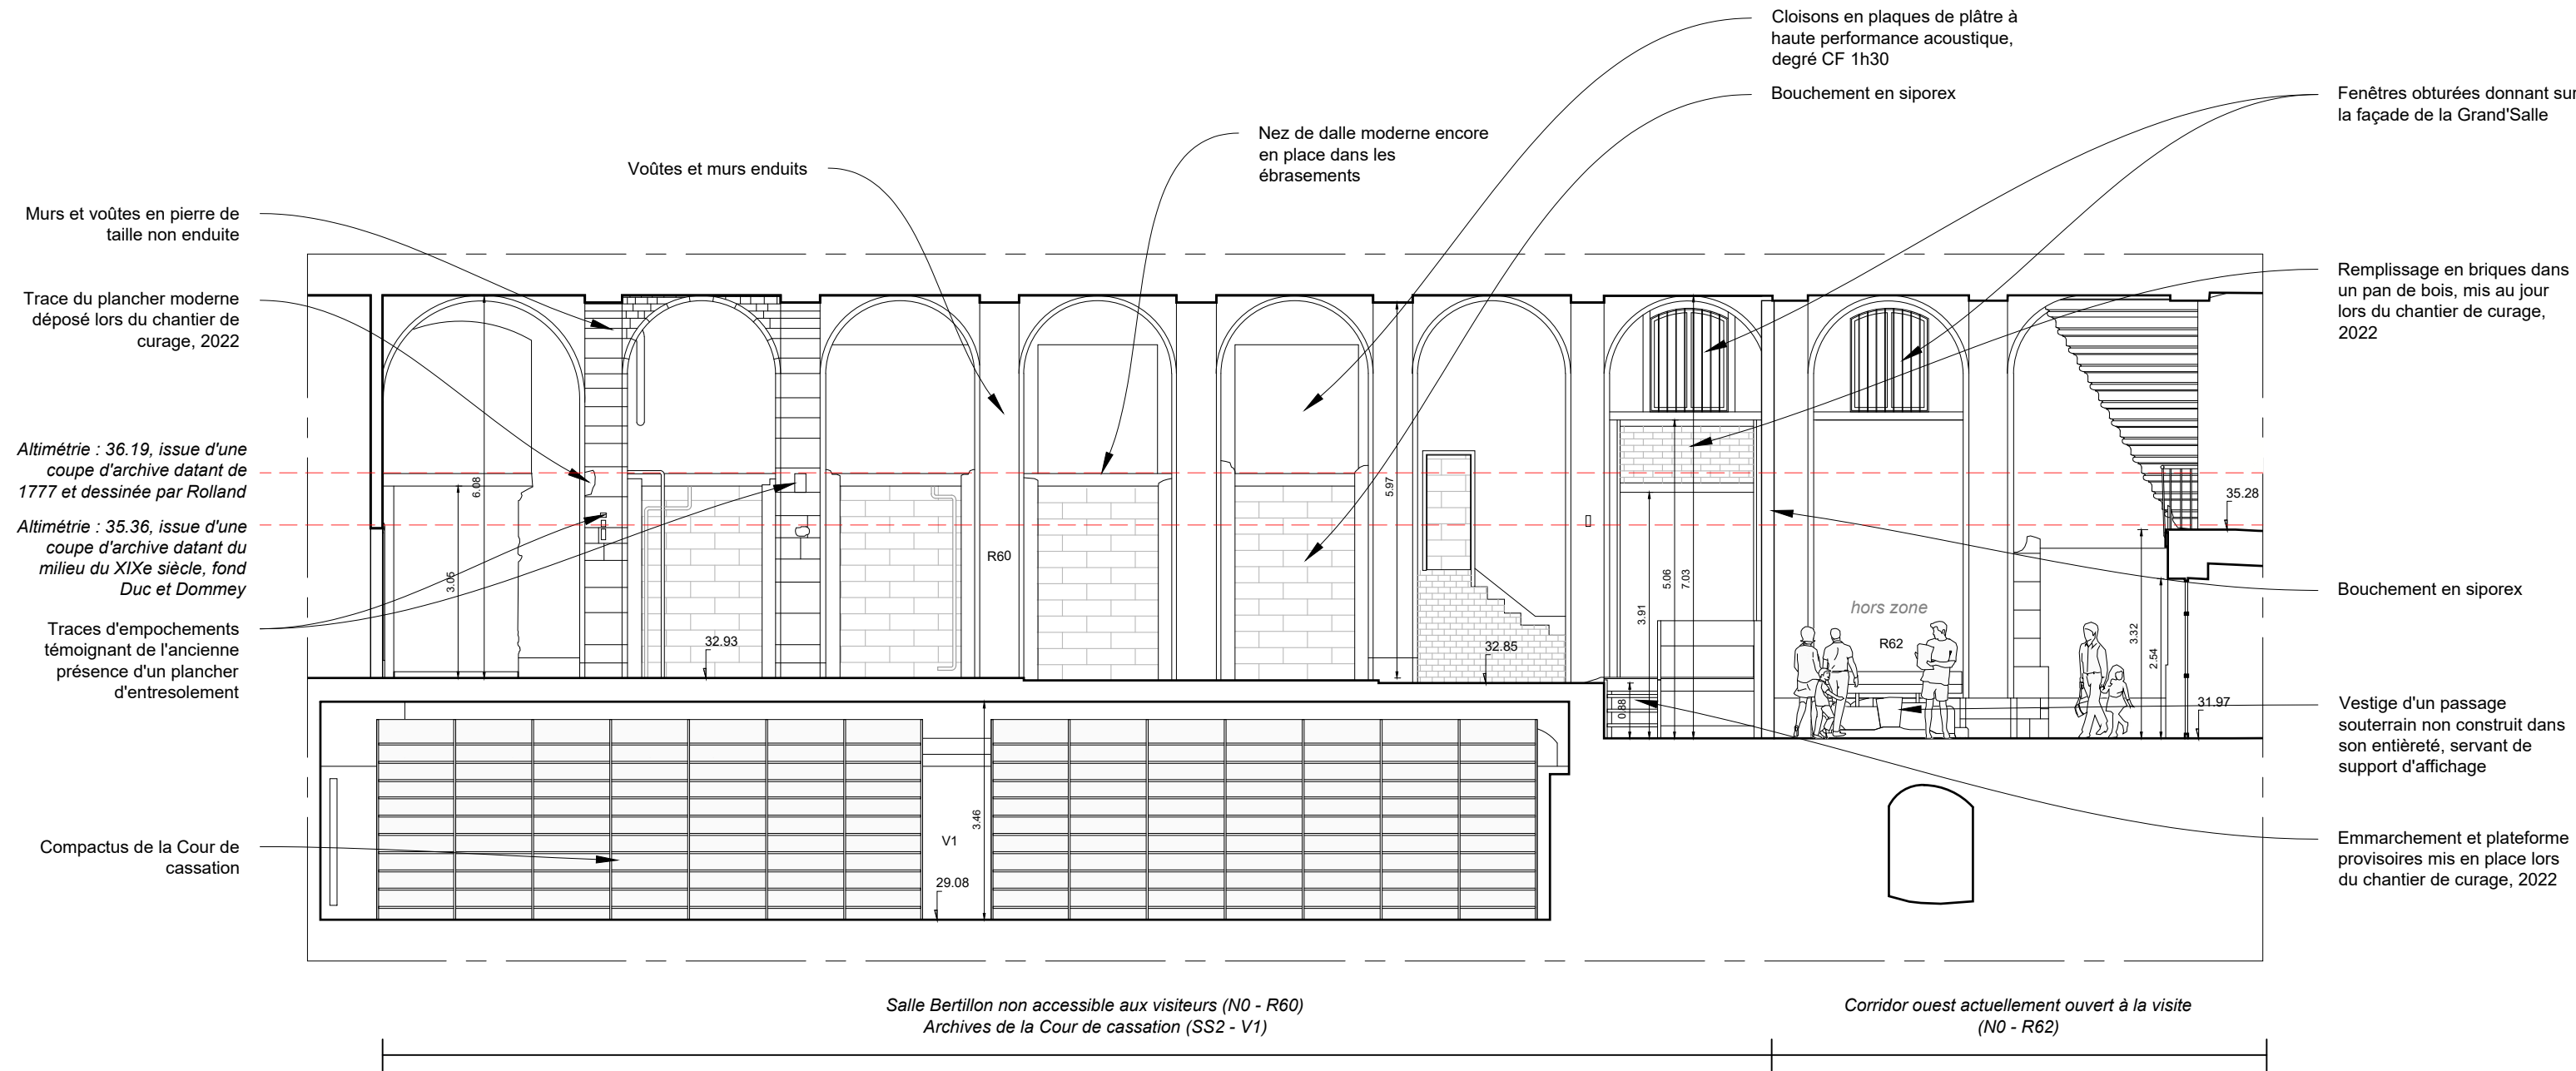 Cloisons en plaques de plâtre à
haute performance acoustique,
degré CF 1h30
Bouchement en siporex
Fenêtres obturées donnant sur
la façade de la Grand'Salle
Nez de dalle moderne encore
en place dans les
ébrasements
Voûtes et murs enduits
Murs et voûtes en pierre de
taille non enduite
Trace du plancher moderne
déposé lors du chantier de
curage, 2022
Remplissage en briques dans
un pan de bois, mis au jour
lors du chantier de curage,
2022
Altimétrie : 36.19, issue d'une
coupe d'archive datant de
1777 et dessinée par Rolland
Altimétrie : 35.36, issue d'une
coupe d'archive datant du
milieu du XIXe siècle, fond
Duc et Dommey
Traces d'empochements
témoignant de l'ancienne
présence d'un plancher
d'entresolement
Compactus de la Cour de
cassation
6.08
3.05
32.93
R60
5.97
32.85
3.91
5.06
7.03
0.88
hors zone
R62
3.32
2.54
35.28
31.97
V1
3.46
29.08
Bouchement en siporex
Vestige d'un passage
souterrain non construit dans
son entièreté, servant de
support d'affichage
Emmarchement et plateforme
provisoires mis en place lors
du chantier de curage, 2022
Salle Bertillon non accessible aux visiteurs (N0 - R60)
Archives de la Cour de cassation (SS2 - V1)
Corridor ouest actuellement ouvert à la visite
(N0 - R62)